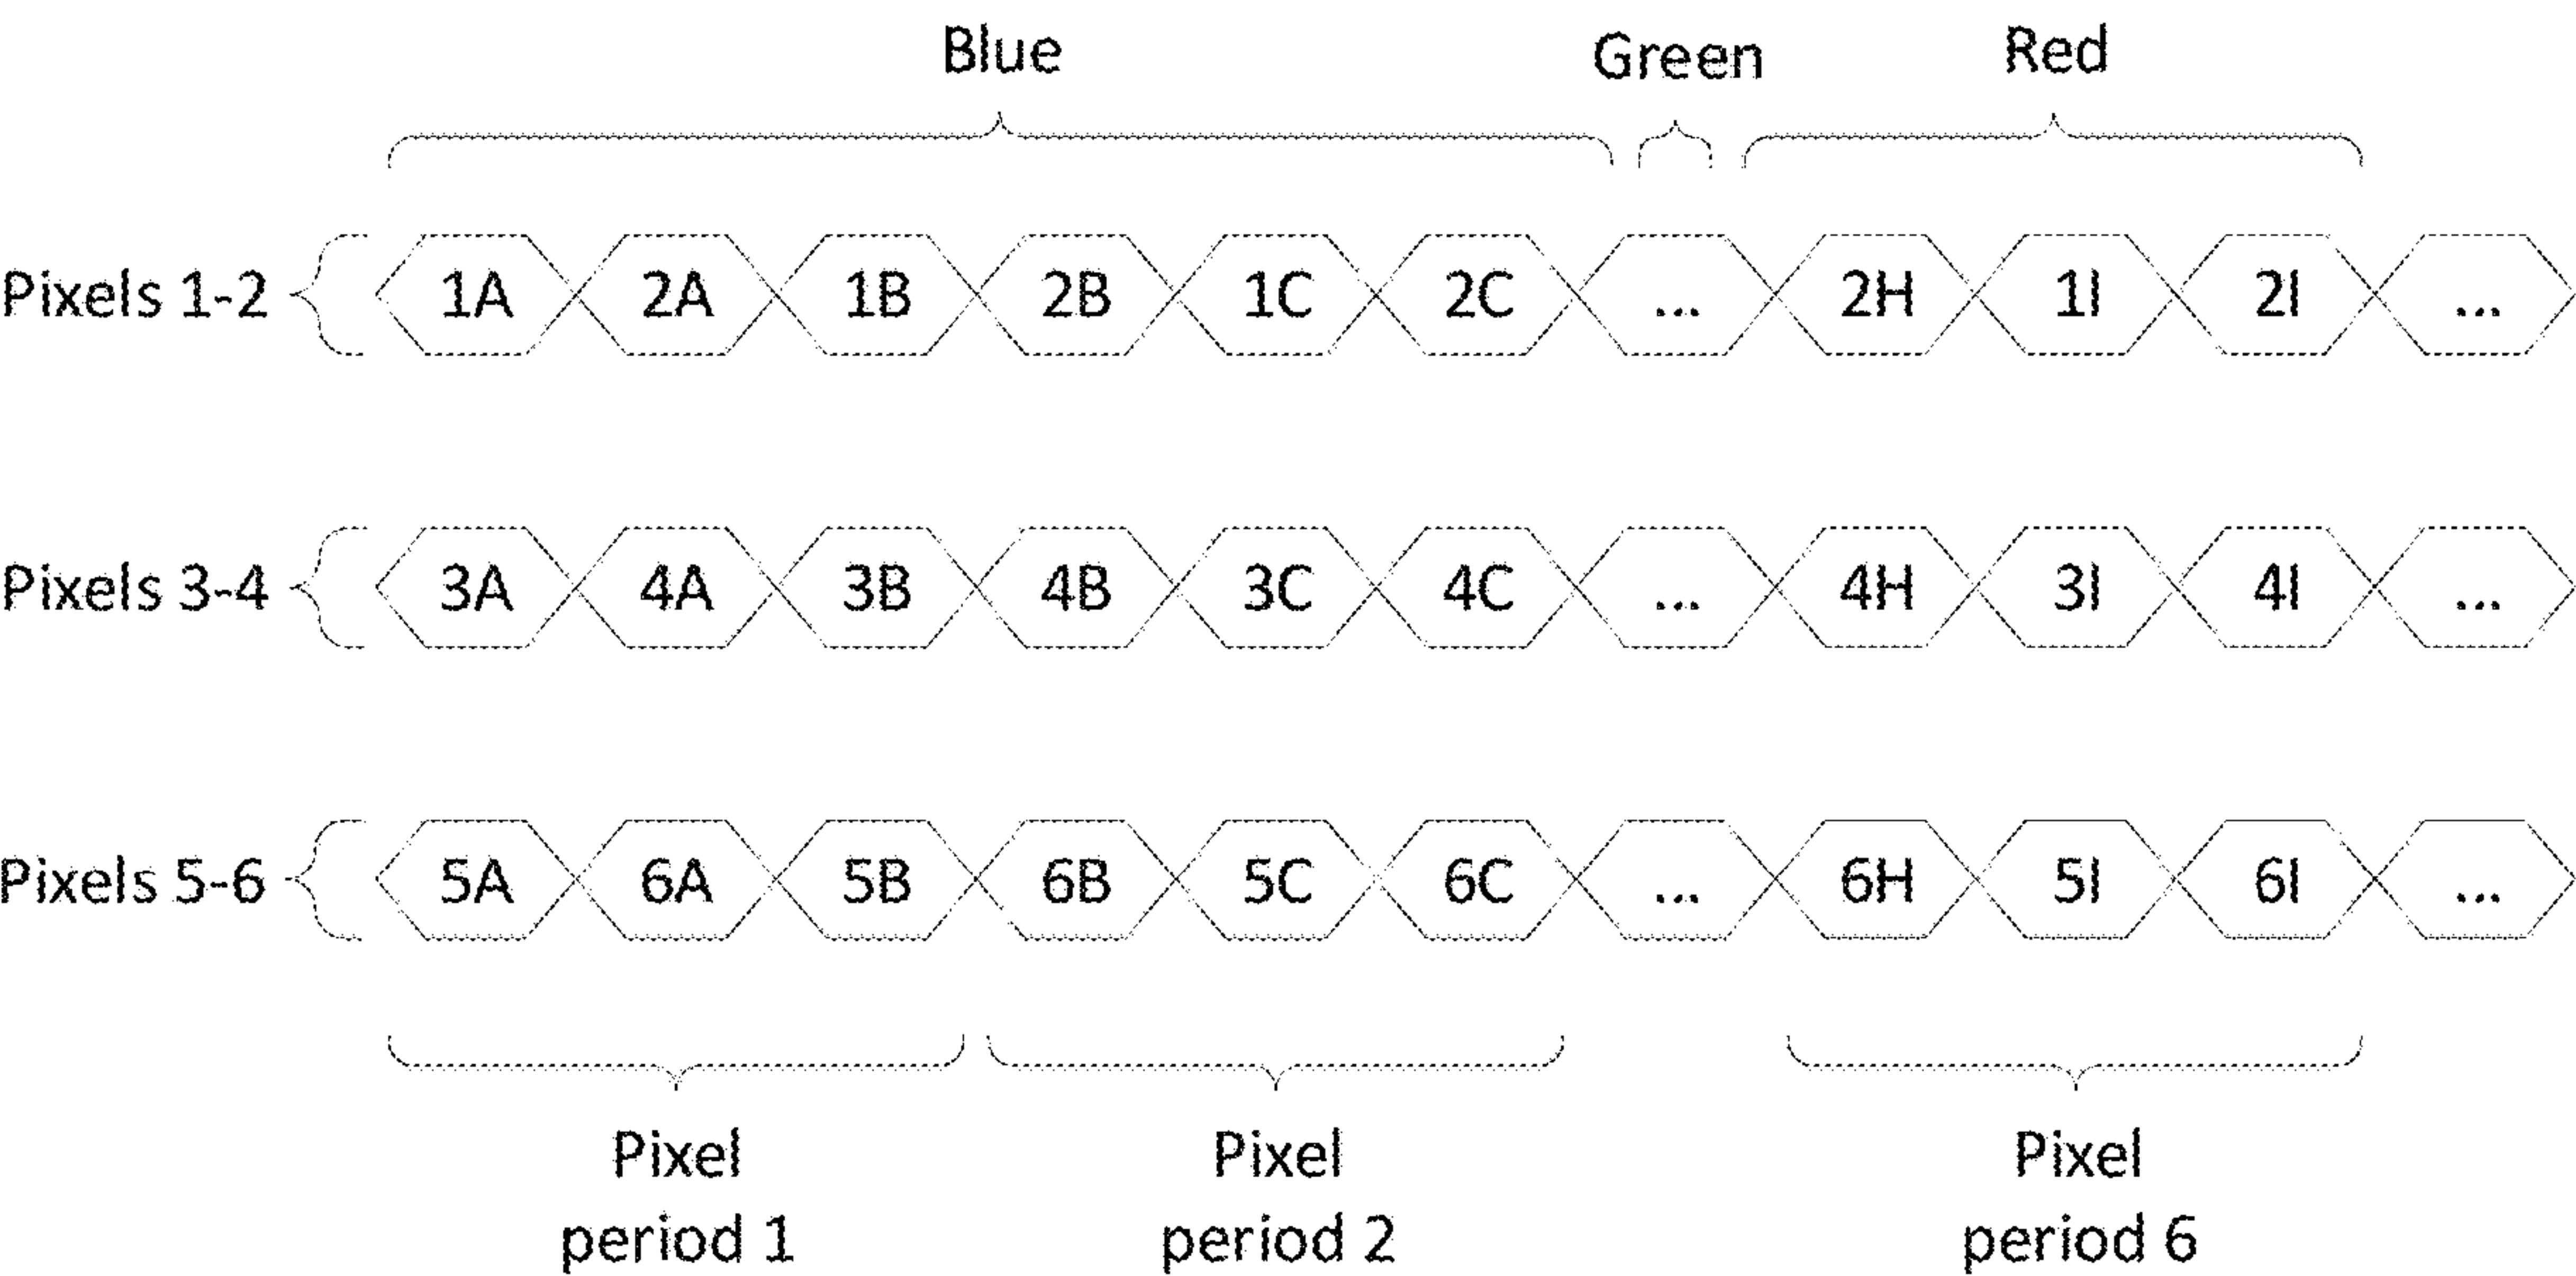 Blue Green Red
Pixels 1-2 1A 2A 1B 2B 1C 2C ... 2H 1I 2I ...
Pixels 3-4 3A 4A 3B 4B 3C 4C ... 4H 3I 4I ...
Pixels 5-6 5A 6A 5B 6B 5C 6C ... 6H 5I 6I ...
Pixel Pixel Pixel
period 1 period 2 period 6